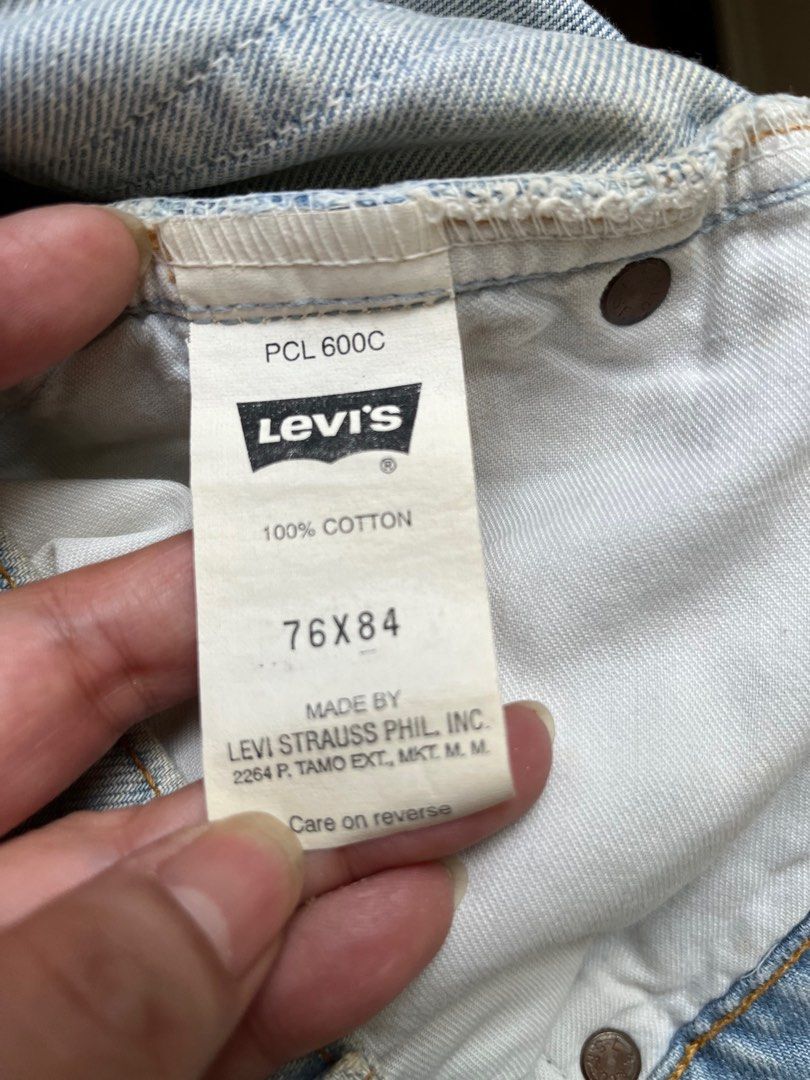 PCL 600C
Levi's
®
100% COTTON
76X84
MADE BY
LEVI STRAUSS PHIL. INC.
2264 P. TAMO EXT., MKT. M. M.
Care on reverse